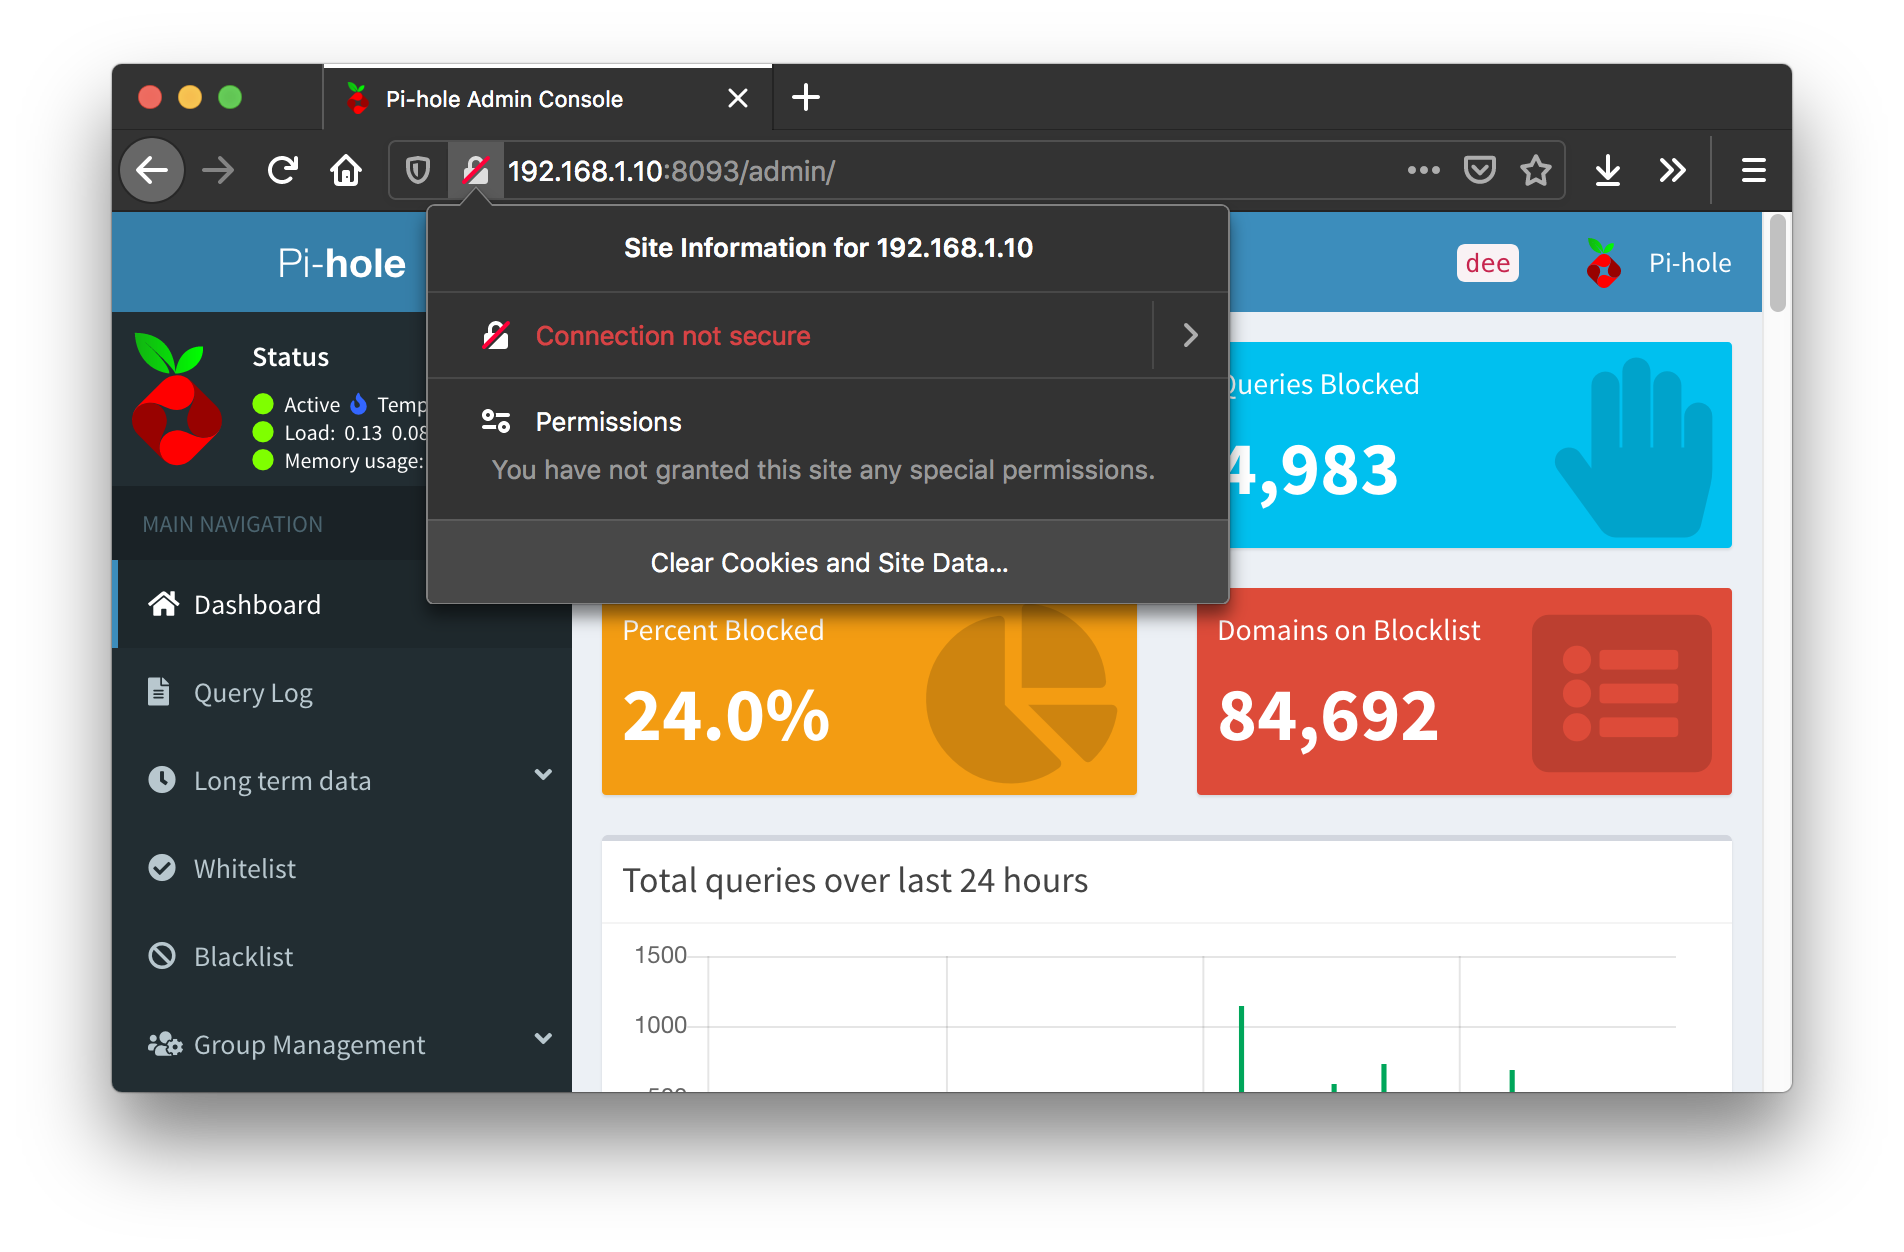 Pi-hole Admin Console
192.168.1.10:8093/admin/
Site Information for 192.168.1.10
Connection not secure
Permissions
You have not granted this site any special permissions.
Clear Cookies and Site Data...
Pi-hole
dee
Pi-hole
Status
Active Temp
Load: 0.13 0.08
Memory usage:
MAIN NAVIGATION
Dashboard
Query Log
Long term data
Whitelist
Blacklist
Group Management
Queries Blocked
4,983
Percent Blocked
24.0%
Domains on Blocklist
84,692
Total queries over last 24 hours
1500
1000
500